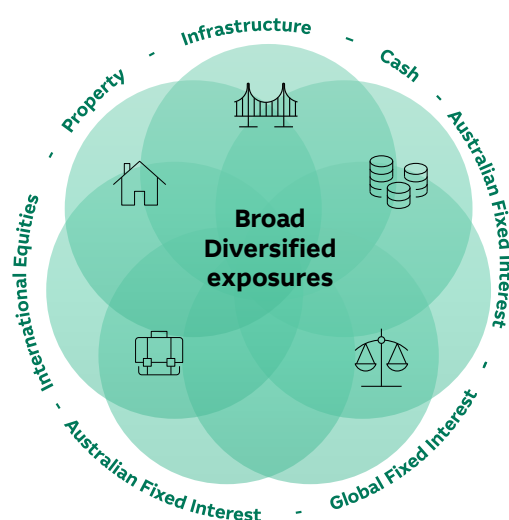 Infrastructure
-
Cash
-
Australian Fixed Interest
-
Global Fixed Interest
-
Australian Fixed Interest
-
International Equities
-
Property
-
Broad
Diversified
exposures